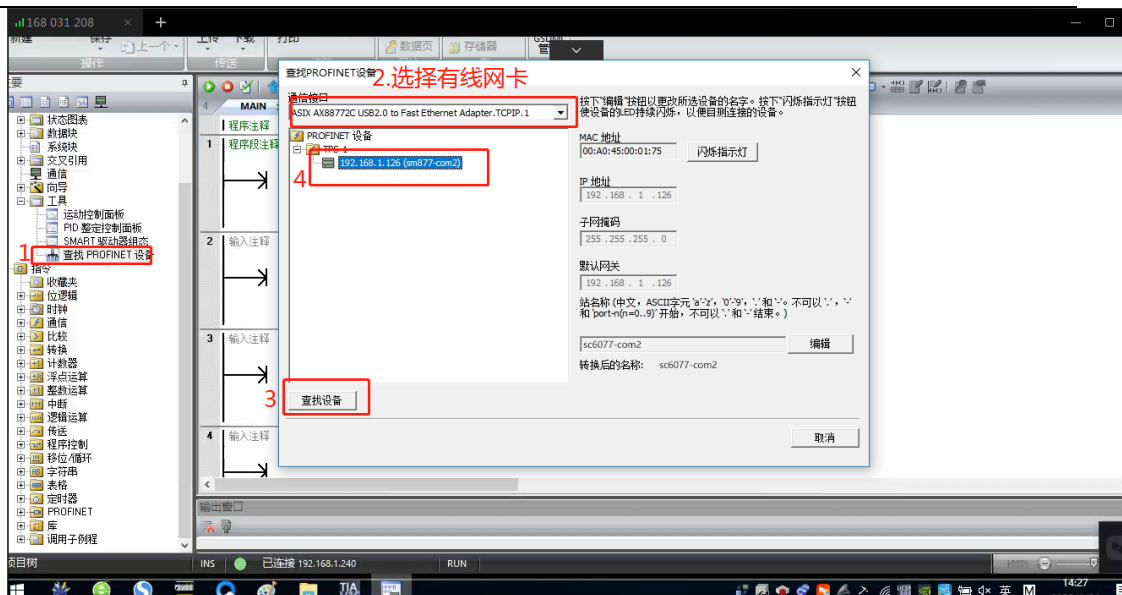 168 031 208
新建
保存
上一个
操作
上传
下载
传送
打印
数据页
存储器
管
主要
状态图表
数据块
系统块
交叉引用
通信
向导
工具
运动控制面板
PID 整定控制面板
SMART 驱动器组态
1
查找 PROFINET 设备
指令
收藏夹
位逻辑
时钟
通信
比较
转换
计数器
浮点运算
整数运算
中断
逻辑运算
传送
程序控制
移位/循环
字符串
表格
定时器
PROFINET
库
调用子例程
项目树
MAIN
程序注释
1 程序段注释
2 输入注释
3 输入注释
4 输入注释
查找PROFINET设备
2.选择有线网卡
通信接口
ASIX AX88772C USB2.0 to Fast Ethernet Adapter.TCPIP.1
PROFINET 设备
TPS-1
4
192.168.1.126 (sm877-com2)
3
查找设备
按下"编辑"按钮以更改所选设备的名字。按下"闪烁指示灯"按钮
使设备的LED持续闪烁，以便目测连接的设备。
MAC 地址
00:A0:45:00:01:75
闪烁指示灯
IP 地址
192 . 168 . 1 . 126
子网掩码
255 . 255 . 255 . 0
默认网关
192 . 168 . 1 . 126
站名称 (中文，ASCII字元 'a'-'z'，'0'-'9'，'.' 和 '-'。不可以 '.'，'-'
和 'port-n(n=0..9)' 开始，不可以 '.' 和 '-' 结束。)
sc6077-com2
编辑
转换后的名称: sc6077-com2
取消
输出窗口
INS
已连接 192.168.1.240
RUN
100%
TIA
英
M
14:27